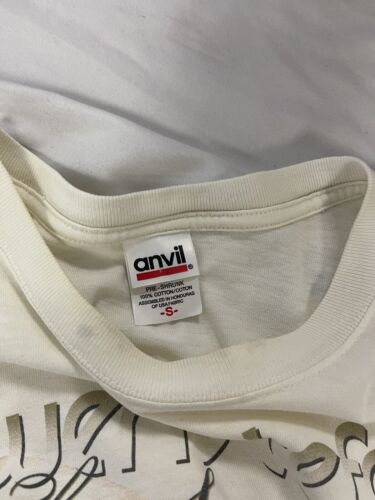 anvil®
PRE-SHRUNK
100% COTTON/COTON
ASSEMBLED IN HONDURAS
OF USA FABRIC
-S-